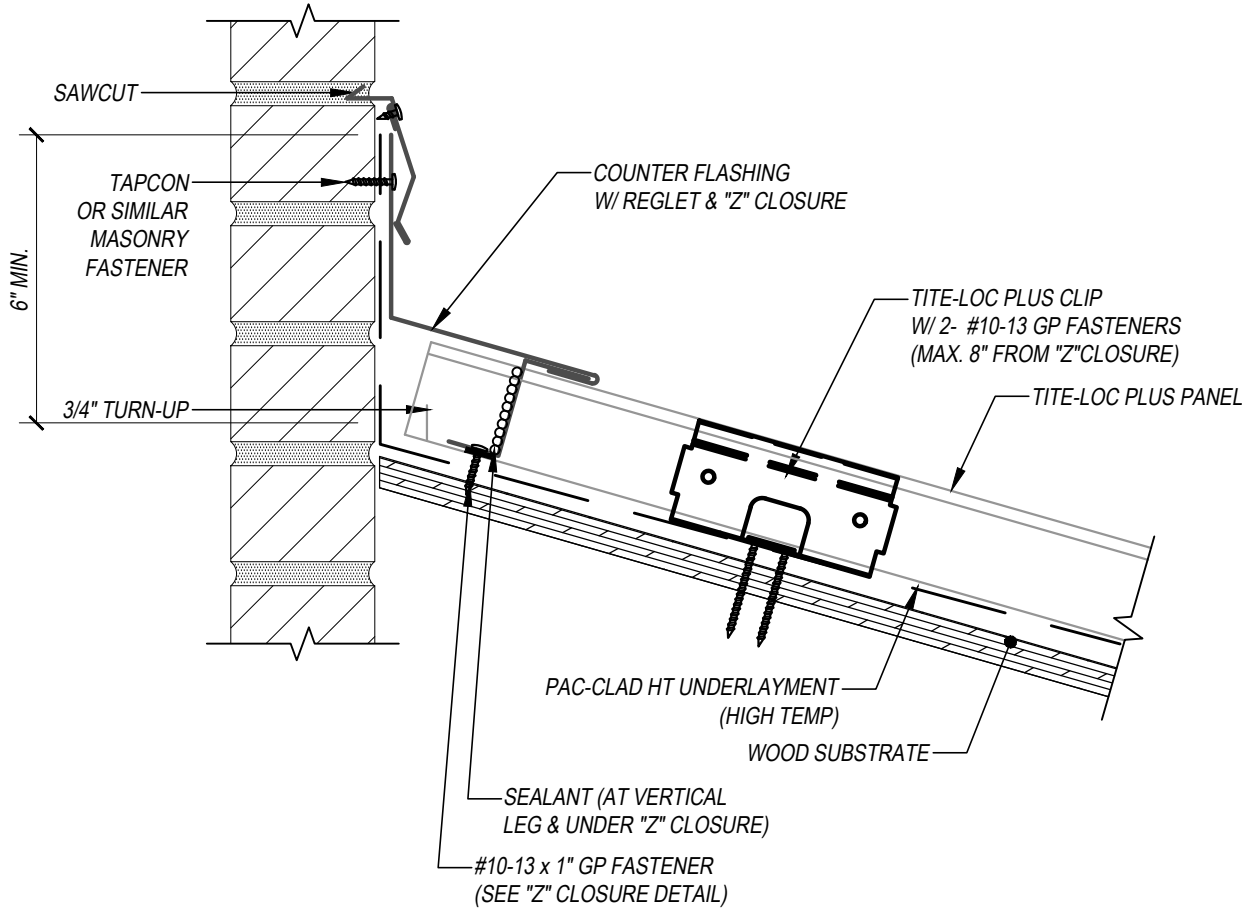 SAWCUT
TAPCON
OR SIMILAR
MASONRY
FASTENER
6" MIN.
3/4" TURN-UP
COUNTER FLASHING
W/ REGLET & "Z" CLOSURE
TITE-LOC PLUS CLIP
W/ 2- #10-13 GP FASTENERS
(MAX. 8" FROM "Z"CLOSURE)
TITE-LOC PLUS PANEL
PAC-CLAD HT UNDERLAYMENT
(HIGH TEMP)
WOOD SUBSTRATE
SEALANT (AT VERTICAL
LEG & UNDER "Z" CLOSURE)
#10-13 x 1" GP FASTENER
(SEE "Z" CLOSURE DETAIL)